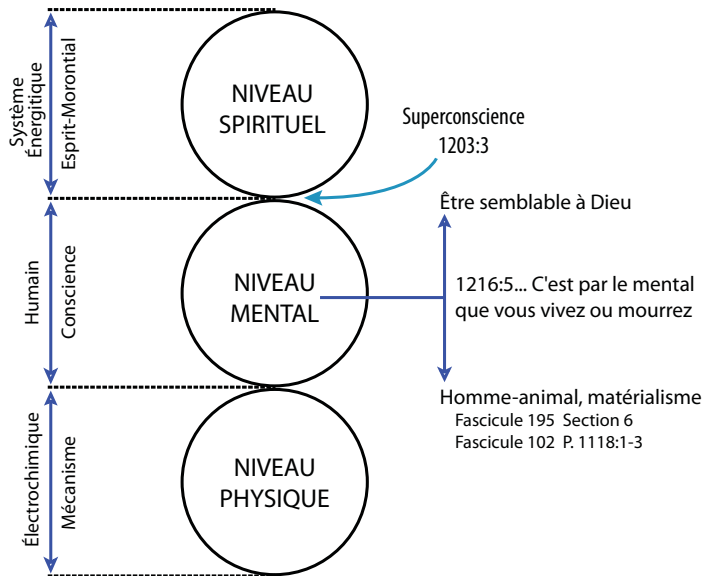 Système
Énergitique
Esprit-Morontial
NIVEAU
SPIRITUEL
Superconscience
1203:3
Être semblable à Dieu
Humain
Conscience
NIVEAU
MENTAL
1216:5... C'est par le mental
que vous vivez ou mourrez
Homme-animal, matérialisme
Fascicule 195 Section 6
Fascicule 102 P. 1118:1-3
Électrochimique
Mécanisme
NIVEAU
PHYSIQUE